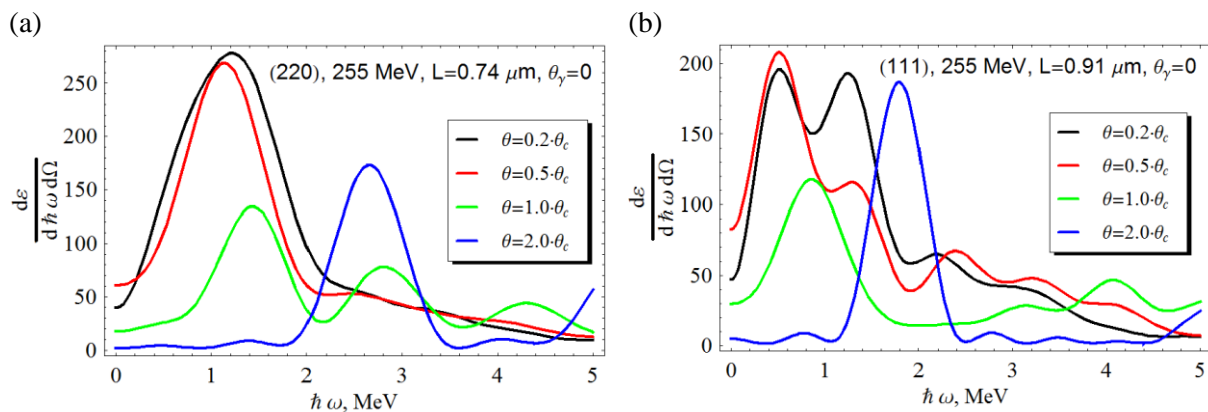 (a)
(220), 255 MeV, L=0.74 μm, θγ=0
θ=0.2·θc
θ=0.5·θc
θ=1.0·θc
θ=2.0·θc
dε
dħω dΩ
250
200
150
100
50
0
0 1 2 3 4 5
ħ ω, MeV
(b)
(111), 255 MeV, L=0.91 μm, θγ=0
θ=0.2·θc
θ=0.5·θc
θ=1.0·θc
θ=2.0·θc
dε
dħω dΩ
200
150
100
50
0
0 1 2 3 4 5
ħ ω, MeV